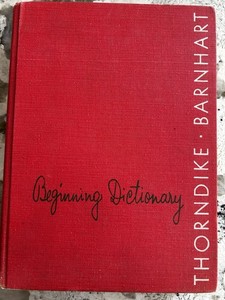 Beginning Dictionary
THORNDIKE · BARNHART